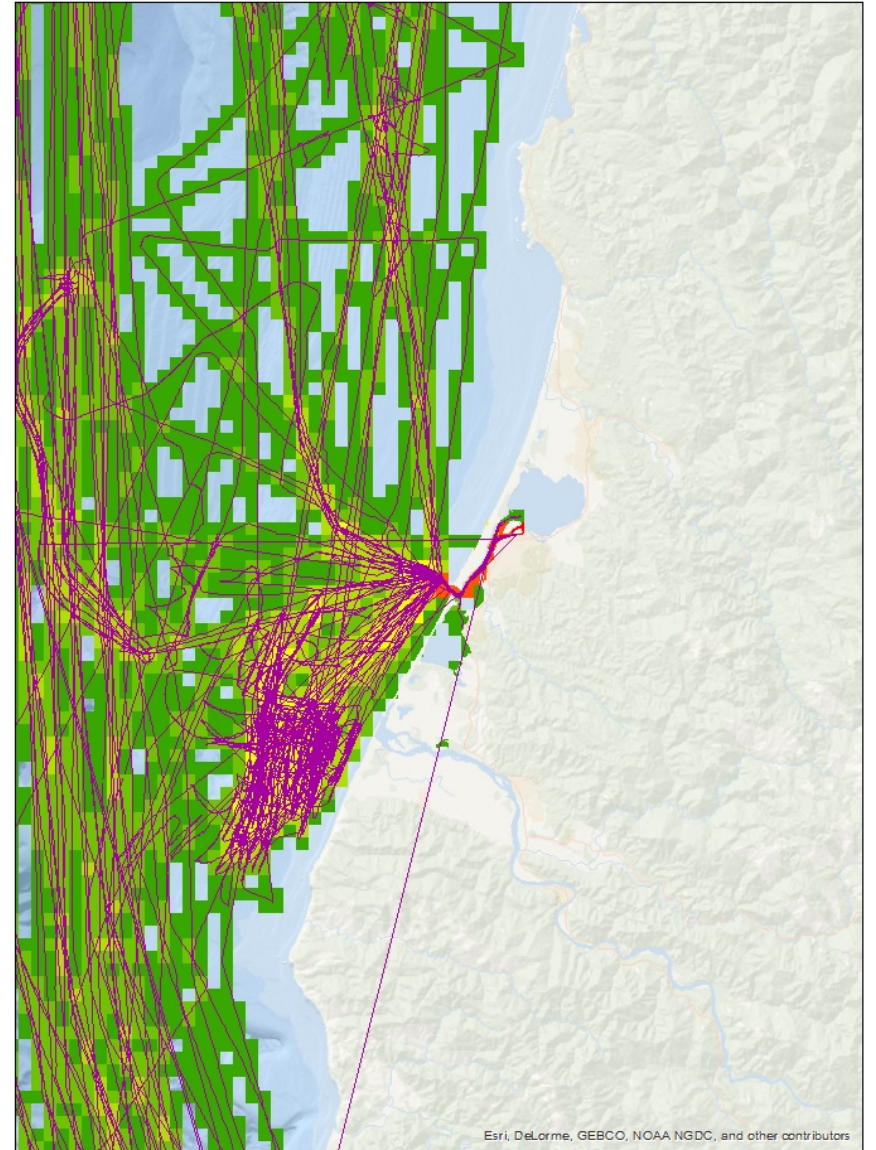 Esri, DeLorme, GEBCO, NOAA NGDC, and other contributors